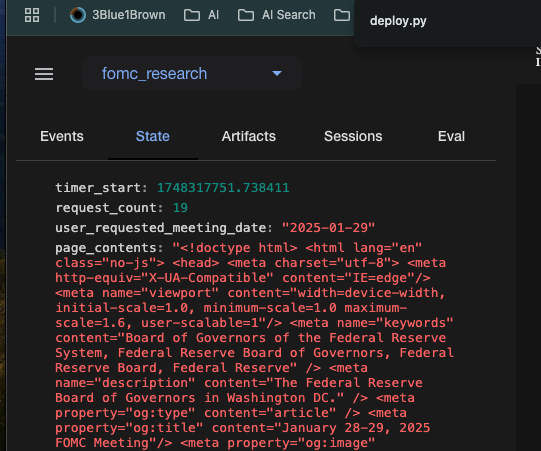 3Blue1Brown AI AI Search
deploy.py
fomc_research
Events State Artifacts Sessions Eval
timer_start: 1748317751.738411
request_count: 19
user_requested_meeting_date: "2025-01-29"
page_contents: "<!doctype html> <html lang="en"
class="no-js"> <head> <meta charset="utf-8"> <meta
http-equiv="X-UA-Compatible" content="IE=edge"/>
<meta name="viewport" content="width=device-width,
initial-scale=1.0, minimum-scale=1.0 maximum-
scale=1.6, user-scalable=1"/> <meta name="keywords"
content="Board of Governors of the Federal Reserve
System, Federal Reserve Board of Governors, Federal
Reserve Board, Federal Reserve" /> <meta
name="description" content="The Federal Reserve
Board of Governors in Washington DC." /> <meta
property="og:type" content="article" /> <meta
property="og:title" content="January 28-29, 2025
FOMC Meeting"/> <meta property="og:image"